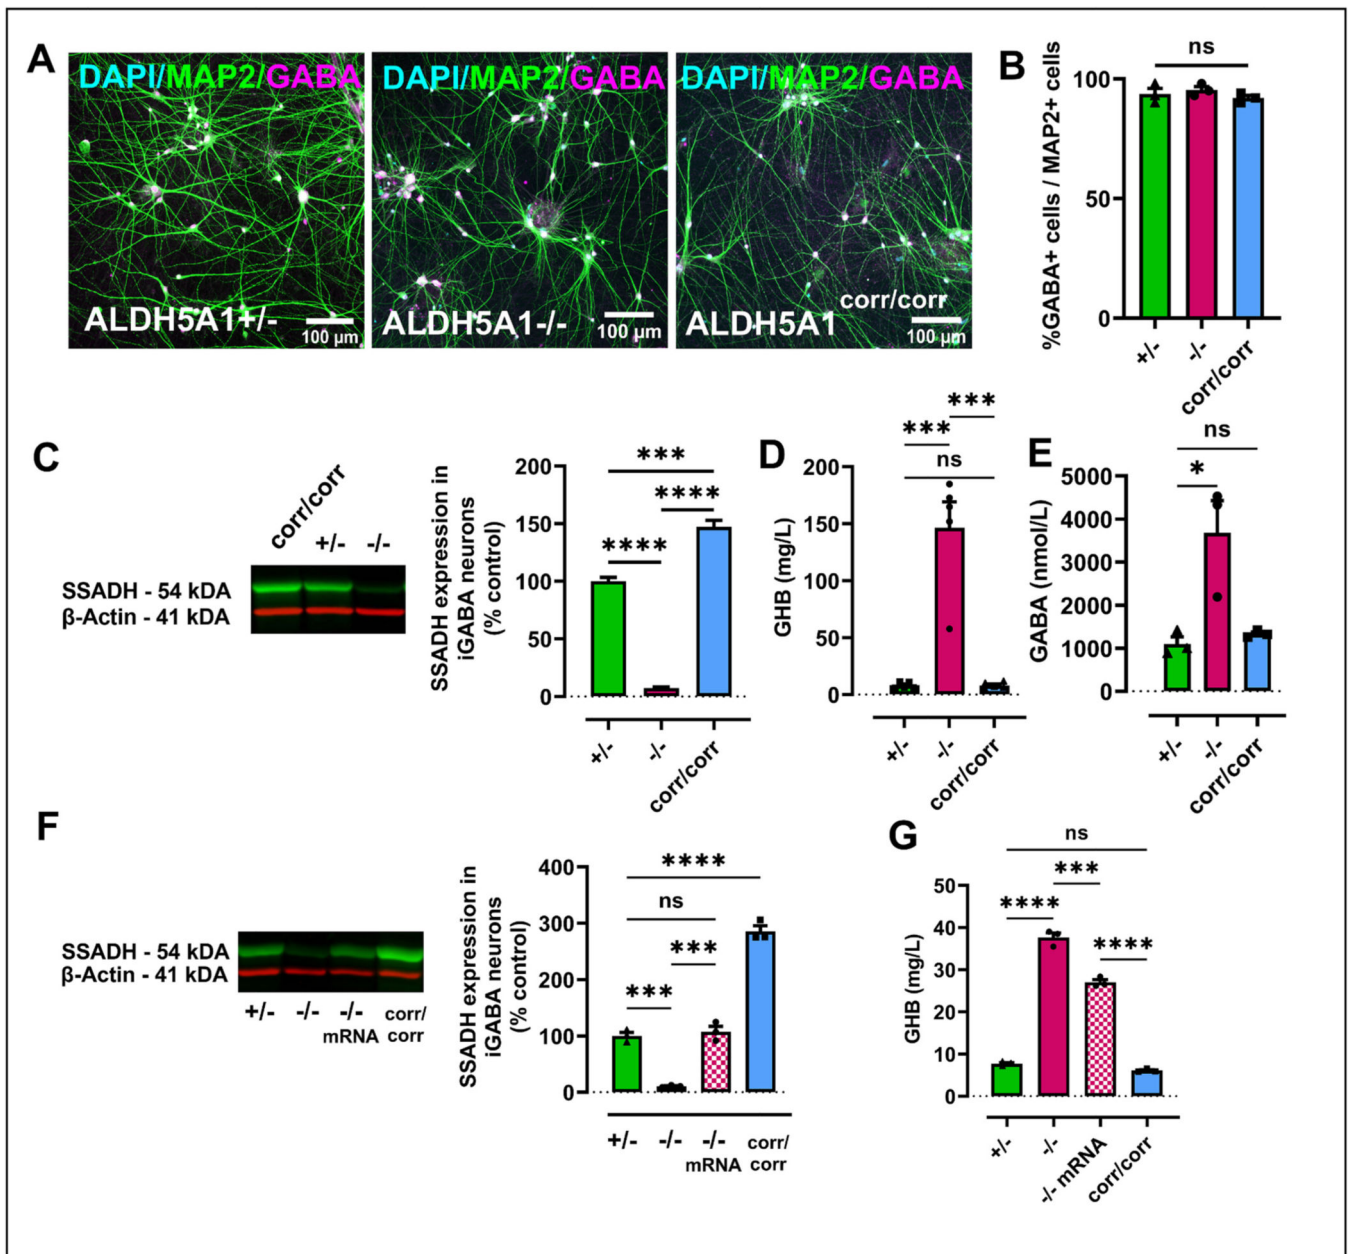 A
DAPI/MAP2/GABA
ALDH5A1+/-
100 µm
DAPI/MAP2/GABA
ALDH5A1-/-
100 µm
DAPI/MAP2/GABA
corr/corr
ALDH5A1
100 µm
B
ns
%GABA+ cells / MAP2+ cells
100
50
0
+/-
-/-
corr/corr
C
corr/corr
+/-
-/-
SSADH - 54 kDA
β-Actin - 41 kDA
SSADH expression in
iGABA neurons
(% control)
200
150
100
50
0
***
****
****
+/-
-/-
corr/corr
D
***
***
ns
GHB (mg/L)
200
150
100
50
0
+/-
-/-
corr/corr
E
ns
*
GABA (nmol/L)
5000
4000
3000
2000
1000
0
+/-
-/-
corr/corr
F
SSADH - 54 kDA
β-Actin - 41 kDA
+/-
-/-
-/-
mRNA
corr/
corr
SSADH expression in
iGABA neurons
(% control)
400
300
200
100
0
****
ns
***
***
+/-
-/-
-/-
mRNA
corr/
corr
G
ns
***
****
****
GHB (mg/L)
50
40
30
20
10
0
+/-
-/-
-/- mRNA
corr/corr